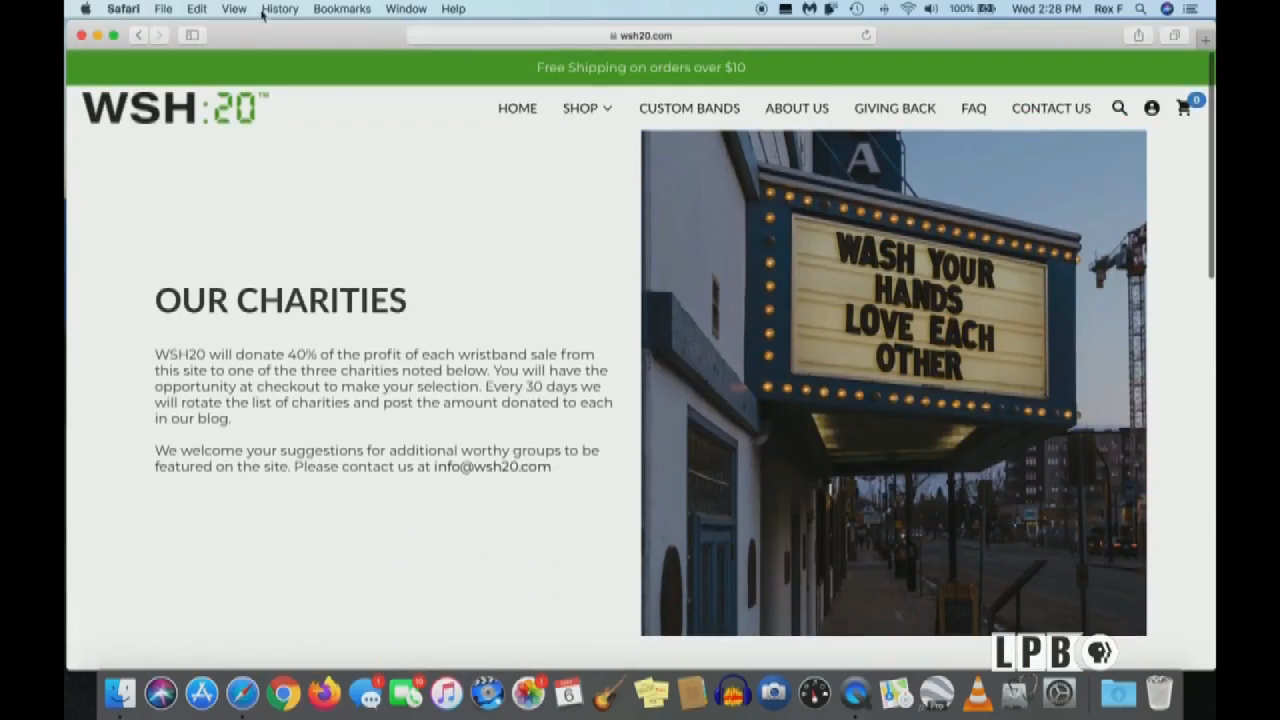 Safari File Edit View History Bookmarks Window Help 100% Wed 2:28 PM Rex F
wsh20.com
Free Shipping on orders over $10
WSH:20™
HOME SHOP CUSTOM BANDS ABOUT US GIVING BACK FAQ CONTACT US 0
A
WASH YOUR
HANDS
LOVE EACH
OTHER
OUR CHARITIES
WSH20 will donate 40% of the profit of each wristband sale from
this site to one of the three charities noted below. You will have the
opportunity at checkout to make your selection. Every 30 days we
will rotate the list of charities and post the amount donated to each
in our blog.
We welcome your suggestions for additional worthy groups to be
featured on the site. Please contact us at info@wsh20.com
LPB
6
Pro